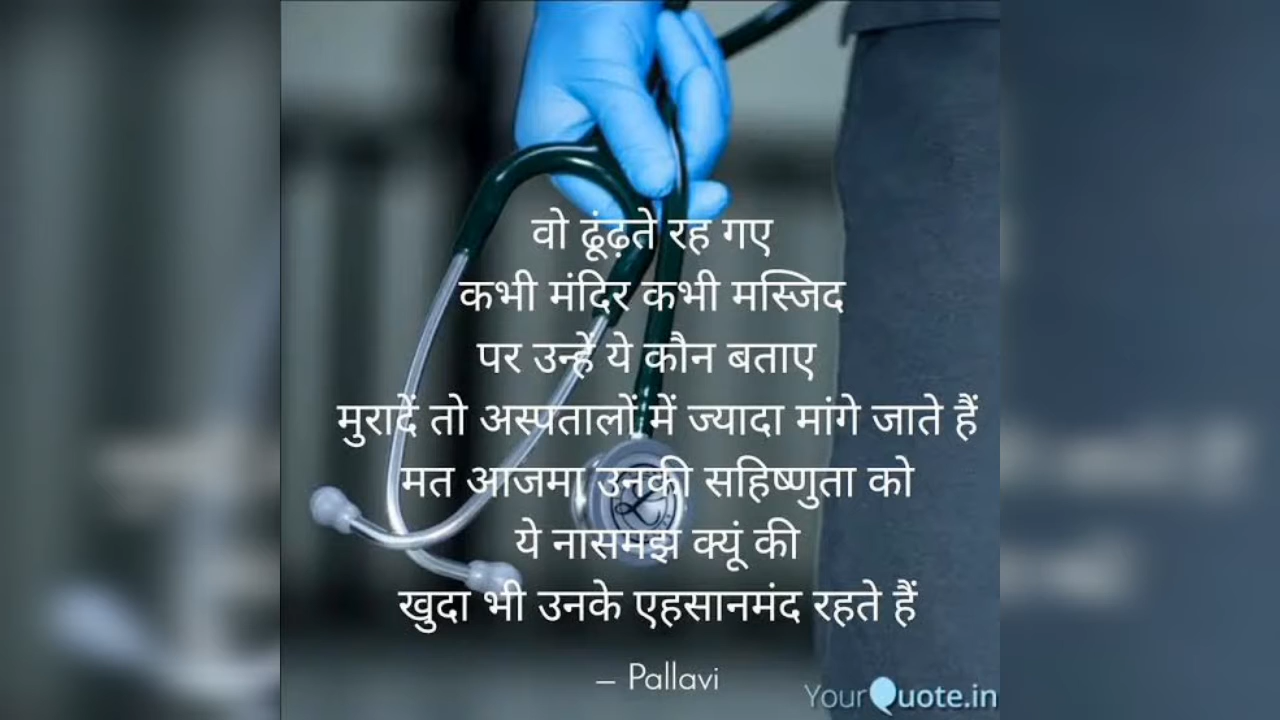 वो ढूंढ़ते रह गए
कभी मंदिर कभी मस्जिद
पर उन्हें ये कौन बताए
मुरादें तो अस्पतालों में ज्यादा मांगे जाते हैं
मत आजमा उनकी सहिष्णुता को
ये नासमझ क्यूं की
खुदा भी उनके एहसानमंद रहते हैं
– Pallavi
YourQuote.in